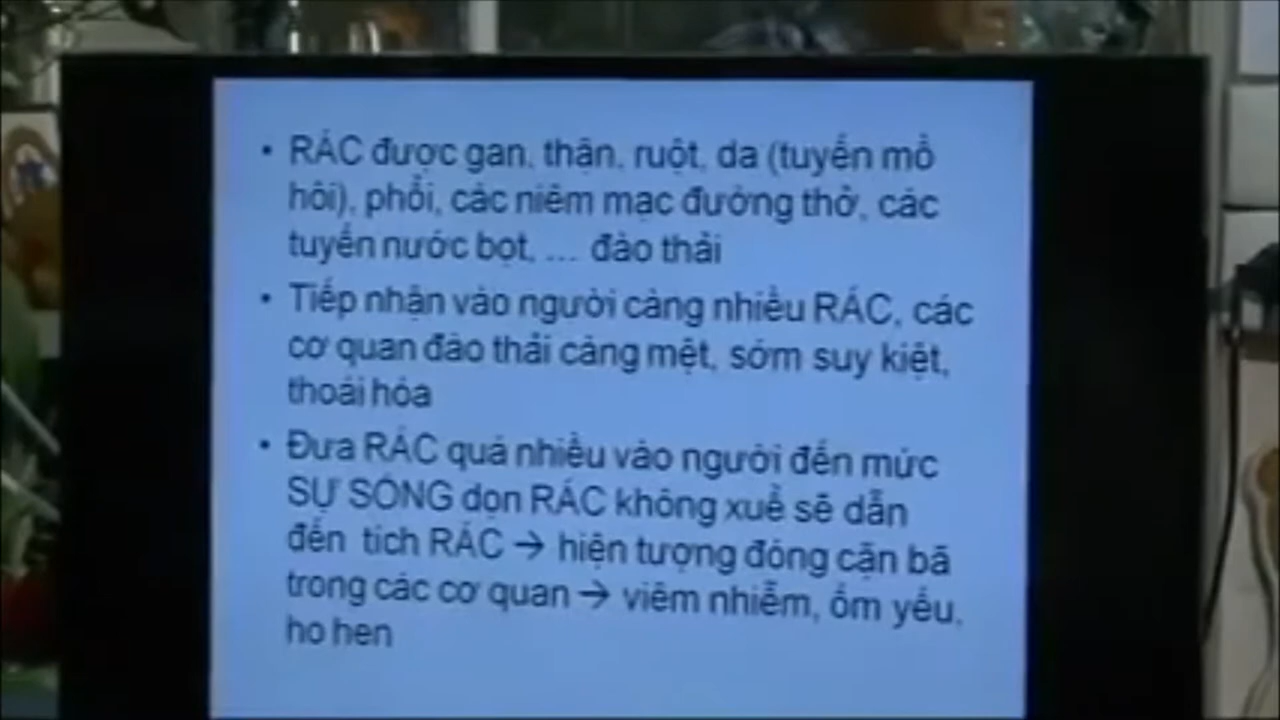 • RÁC được gan, thận, ruột, da (tuyến mồ
hôi), phổi, các niêm mạc đường thở, các
tuyến nước bọt, ... đào thải
• Tiếp nhận vào người càng nhiều RÁC, các
cơ quan đào thải càng mệt, sớm suy kiệt,
thoái hóa
• Đưa RÁC quá nhiều vào người đến mức
SỰ SỐNG dọn RÁC không xuể sẽ dẫn
đến tích RÁC → hiện tượng đóng cặn bã
trong các cơ quan → viêm nhiễm, ốm yếu,
ho hen